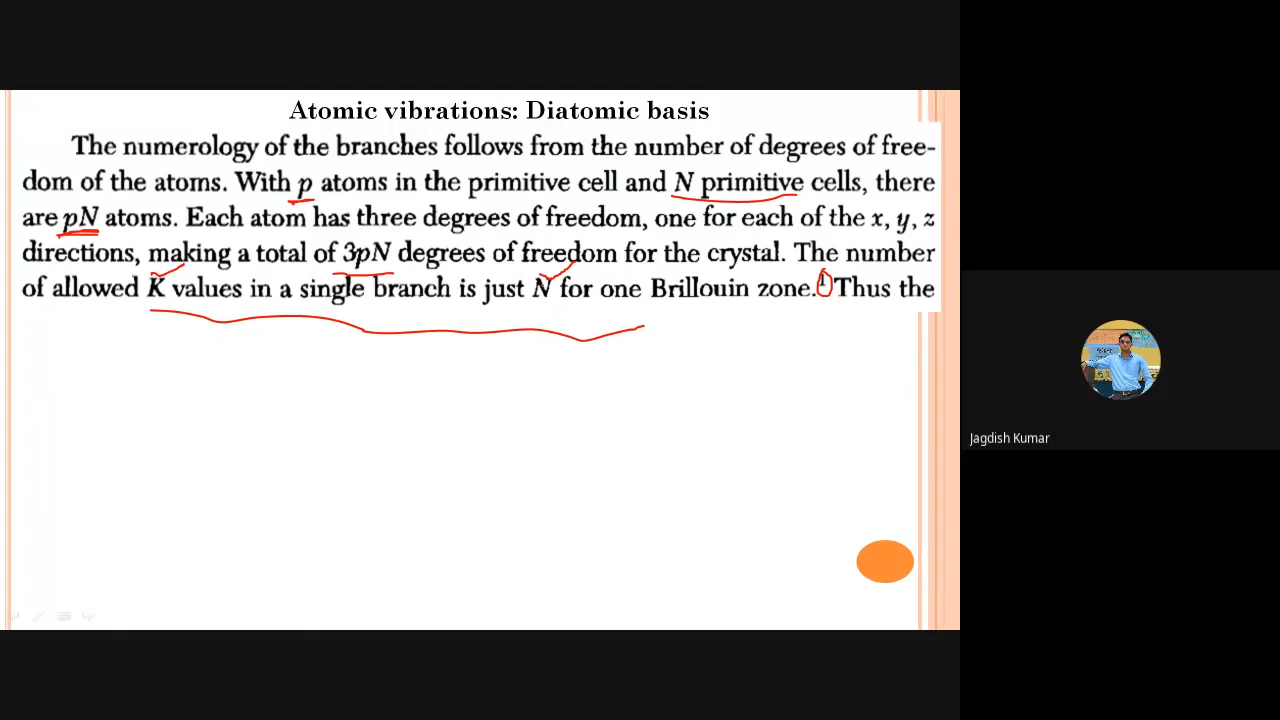 Atomic vibrations: Diatomic basis
The numerology of the branches follows from the number of degrees of free-
dom of the atoms. With p atoms in the primitive cell and N primitive cells, there
are pN atoms. Each atom has three degrees of freedom, one for each of the x, y, z
directions, making a total of 3pN degrees of freedom for the crystal. The number
of allowed K values in a single branch is just N for one Brillouin zone.¹ Thus the
Jagdish Kumar